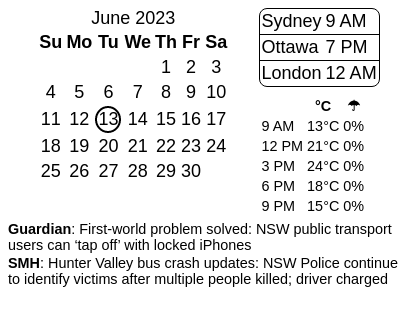 June 2023
Su Mo Tu We Th Fr Sa
1 2 3
4 5 6 7 8 9 10
11 12 13 14 15 16 17
18 19 20 21 22 23 24
25 26 27 28 29 30
Sydney 9 AM
Ottawa 7 PM
London 12 AM
°C ☂
9 AM 13°C 0%
12 PM 21°C 0%
3 PM 24°C 0%
6 PM 18°C 0%
9 PM 15°C 0%
Guardian: First-world problem solved: NSW public transport
users can ‘tap off’ with locked iPhones
SMH: Hunter Valley bus crash updates: NSW Police continue
to identify victims after multiple people killed; driver charged